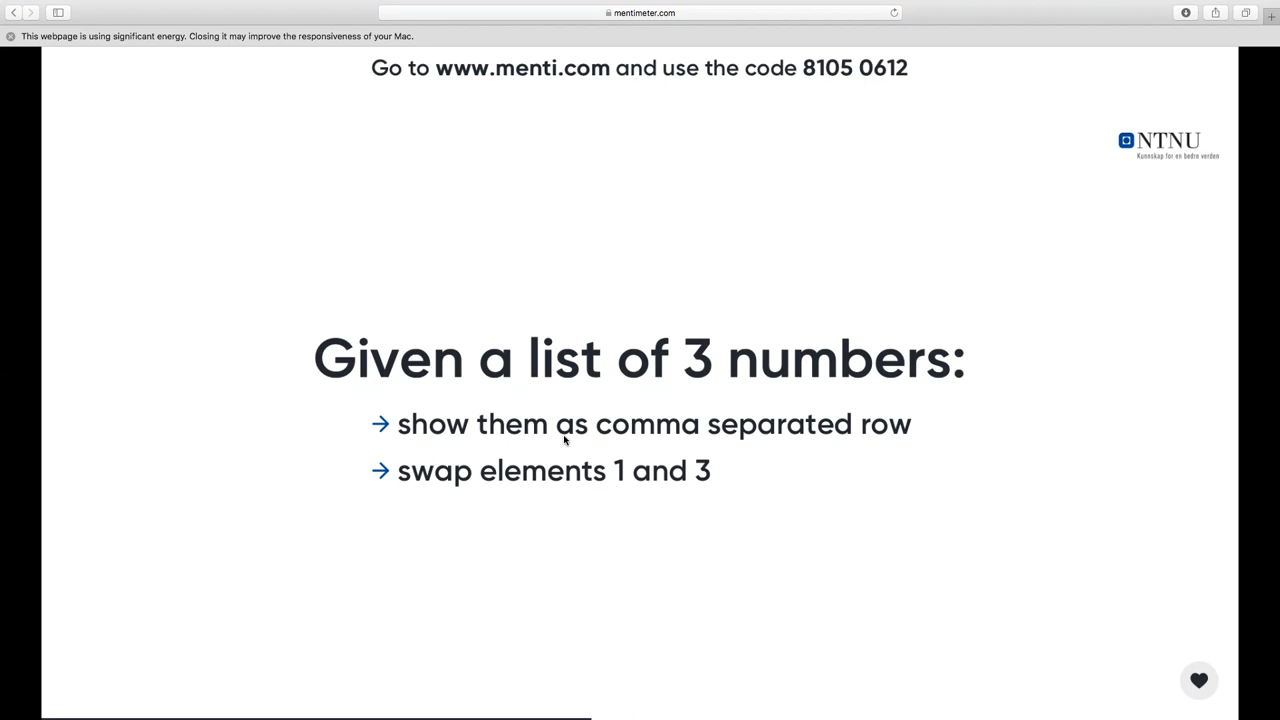 mentimeter.com
This webpage is using significant energy. Closing it may improve the responsiveness of your Mac.
Go to www.menti.com and use the code 8105 0612
NTNU
Kunnskap for en bedre verden
Given a list of 3 numbers:
→ show them as comma separated row
→ swap elements 1 and 3